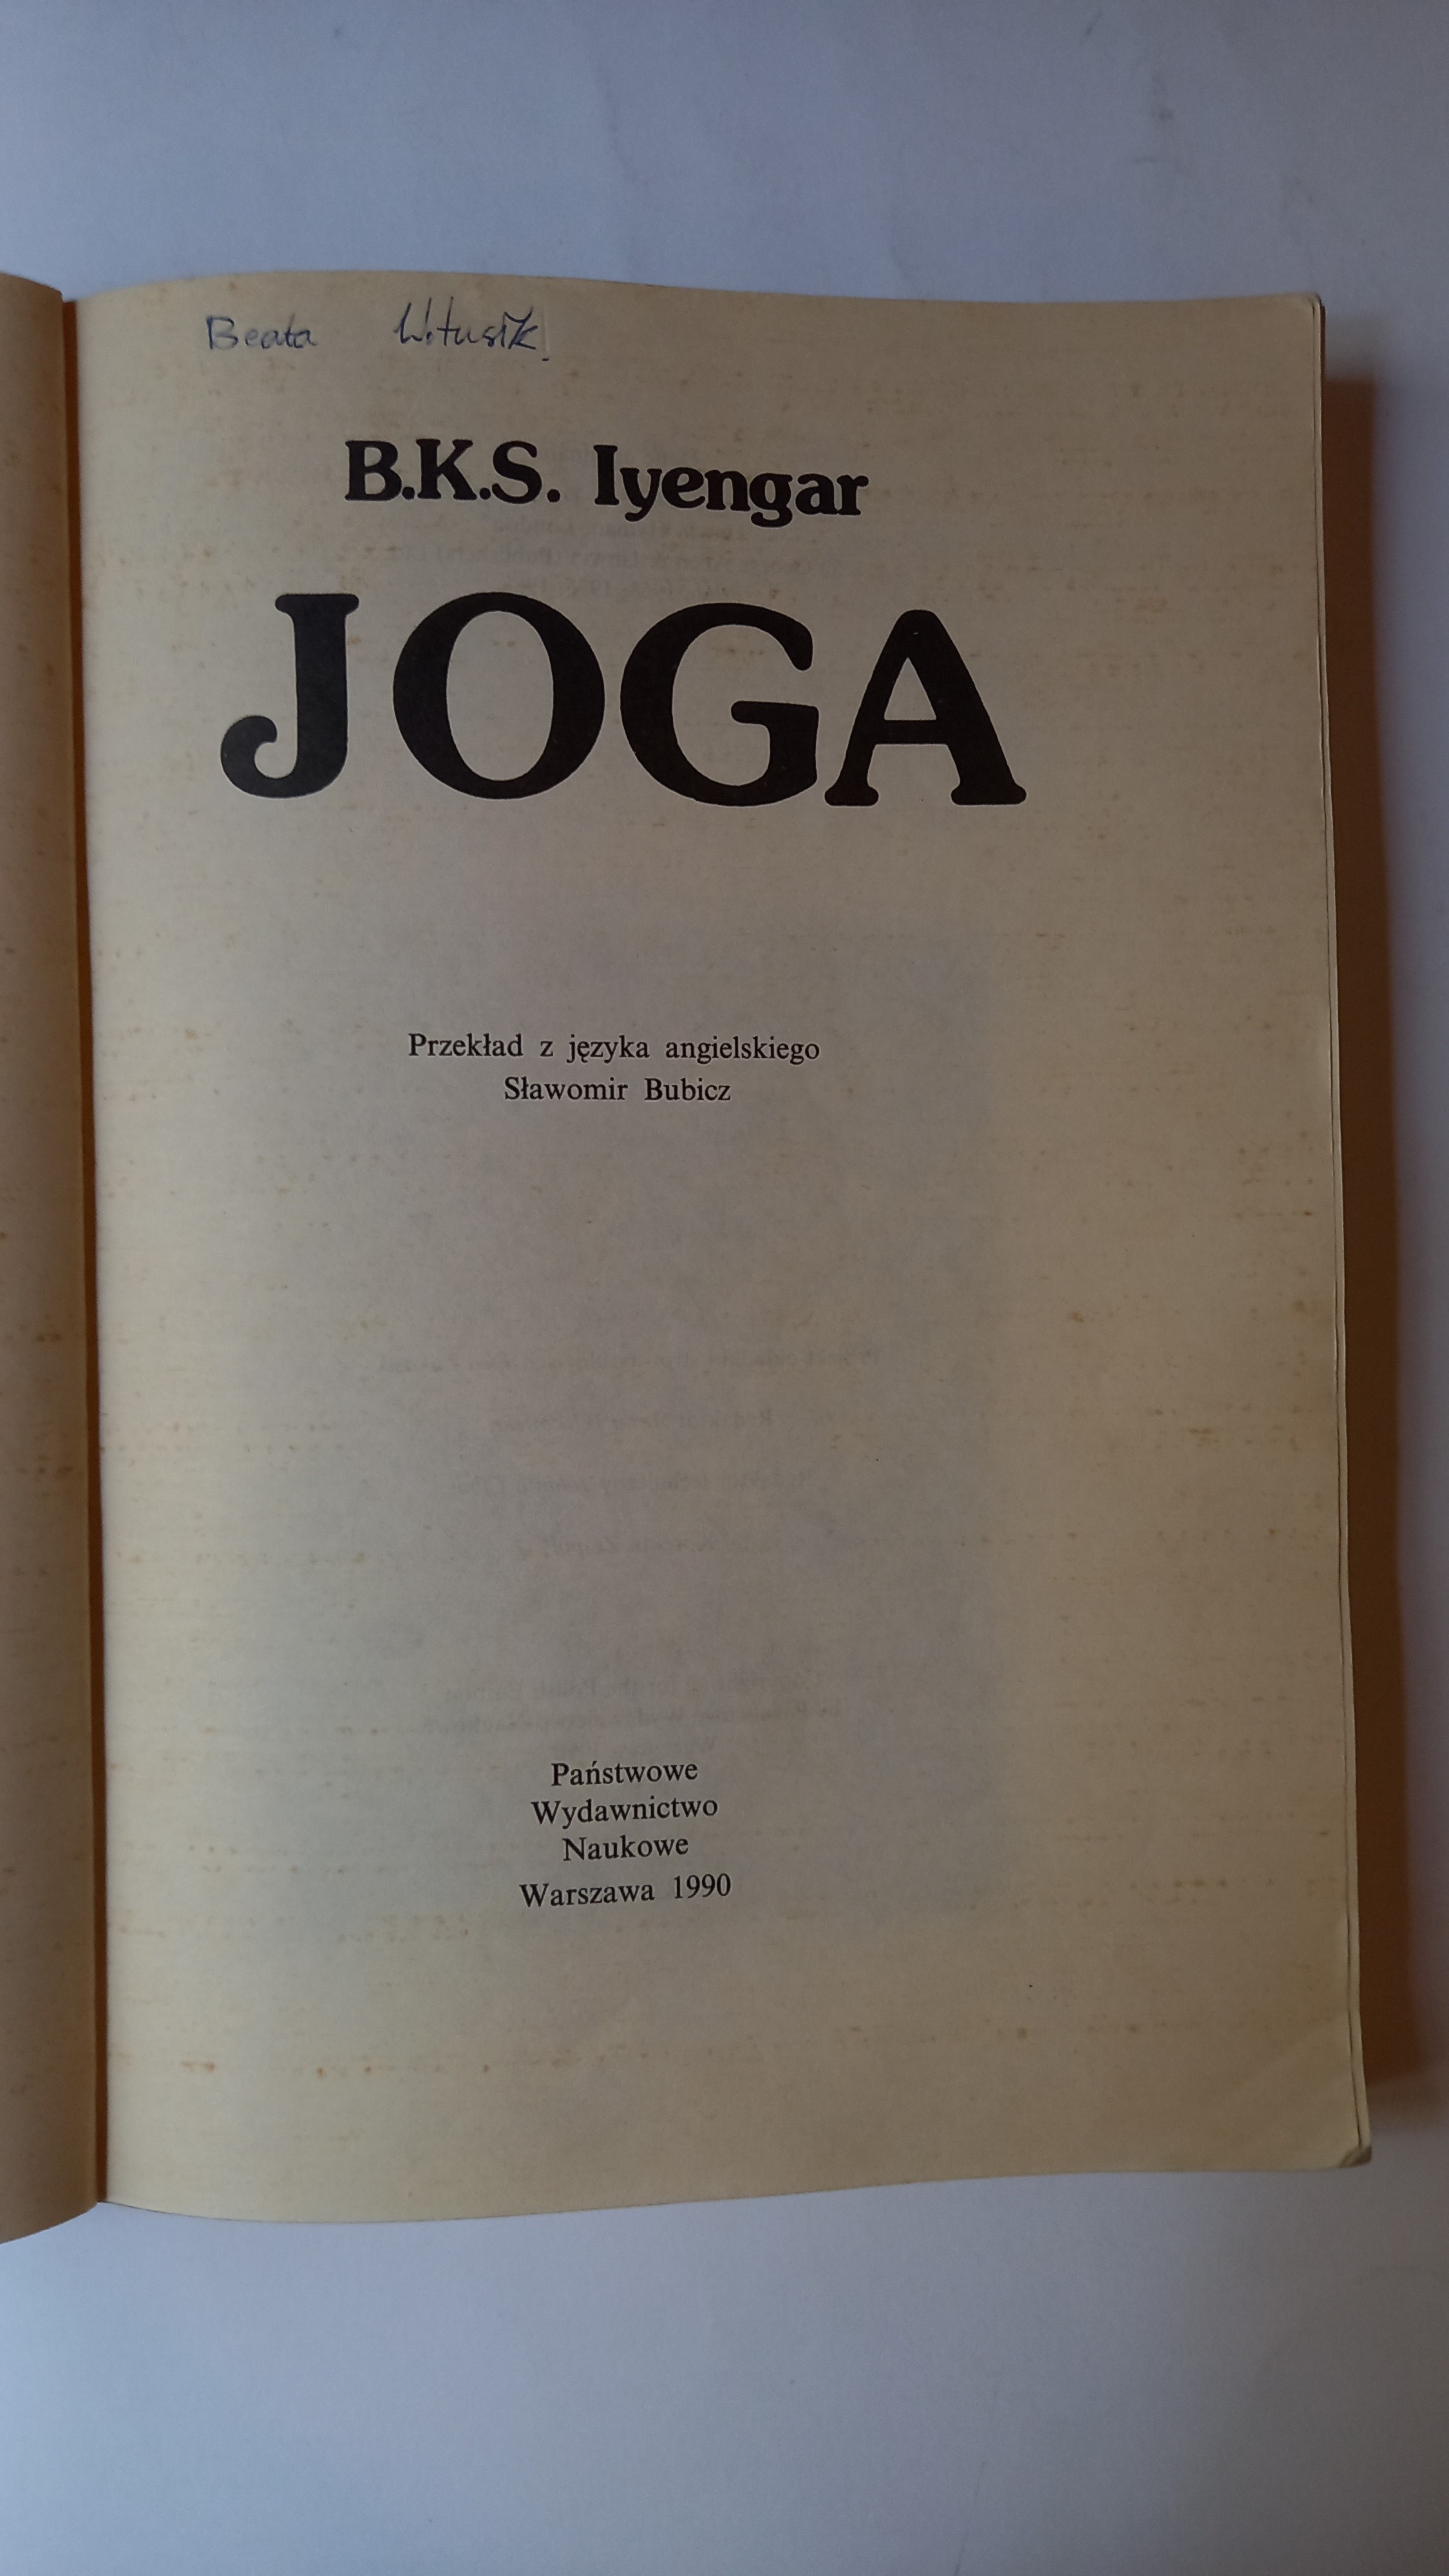 Beata Witusik
B.K.S. Iyengar
JOGA
Przekład z języka angielskiego
Sławomir Bubicz
Państwowe
Wydawnictwo
Naukowe
Warszawa 1990